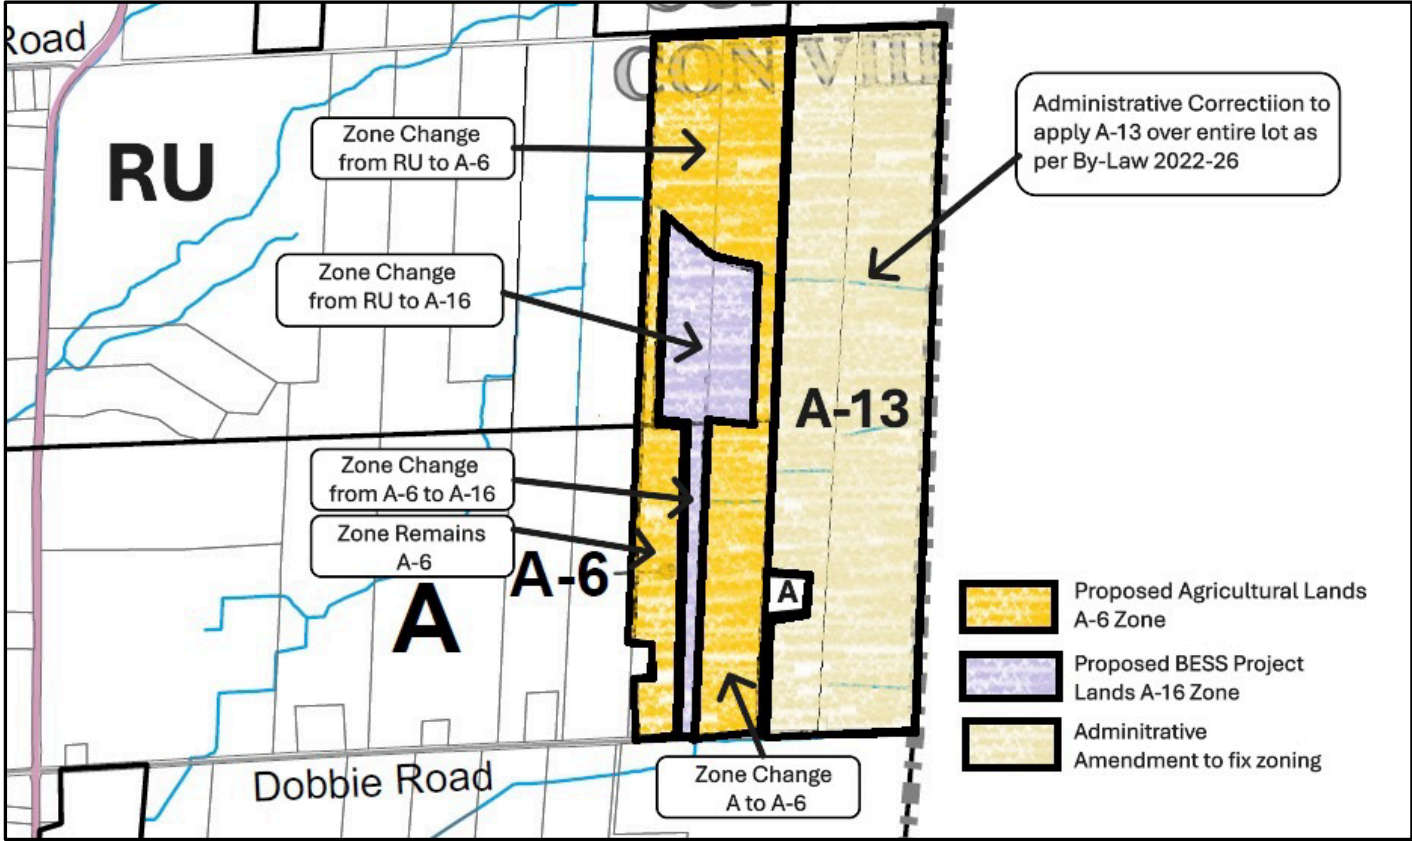 Road
CON VIII
RU
Zone Change
from RU to A-6
Administrative Correctiion to
apply A-13 over entire lot as
per By-Law 2022-26
Zone Change
from RU to A-16
A-13
Zone Change
from A-6 to A-16
Zone Remains
A-6
A-6
A
A
Proposed Agricultural Lands
A-6 Zone
Proposed BESS Project
Lands A-16 Zone
Adminitrative
Amendment to fix zoning
Dobbie Road
Zone Change
A to A-6